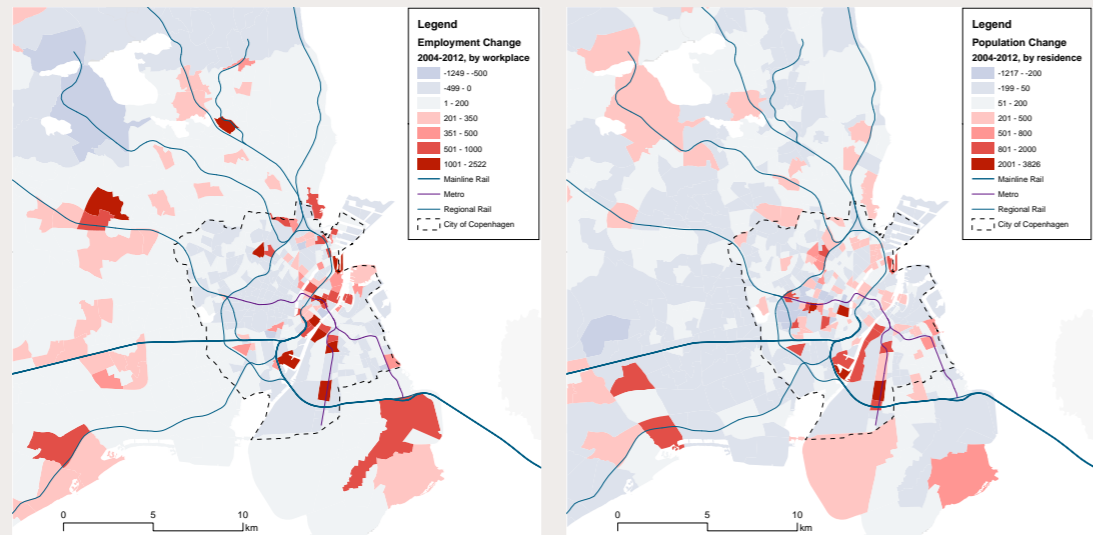 Legend
Employment Change
2004-2012, by workplace
-1249 - -500
-499 - 0
1 - 200
201 - 350
351 - 500
501 - 1000
1001 - 2522
Mainline Rail
Metro
Regional Rail
City of Copenhagen
0 5 10
km
Legend
Population Change
2004-2012, by residence
-1217 - -200
-199 - 50
51 - 200
201 - 500
501 - 800
801 - 2000
2001 - 3826
Mainline Rail
Metro
Regional Rail
City of Copenhagen
0 5 10
km